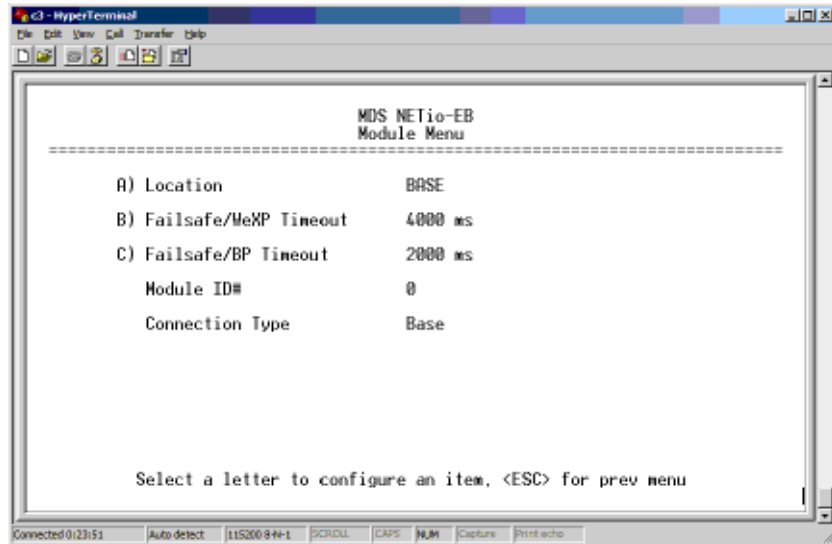 c3 - HyperTerminal
File Edit View Call Transfer Help
MDS NETio-EB
Module Menu
==============================================================================
A) Location BASE
B) Failsafe/WeXP Timeout 4000 ms
C) Failsafe/BP Timeout 2000 ms
Module ID# 0
Connection Type Base
Select a letter to configure an item, <ESC> for prev menu
Connected 0:23:51 Auto detect 115200 8-N-1 SCROLL CAPS NUM Capture Print echo